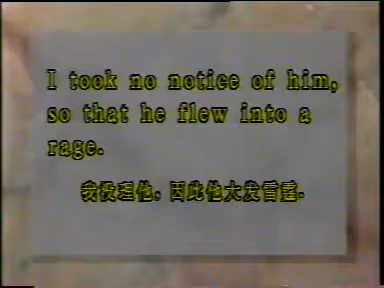 I took no notice of him,
so that he flew into a
rage.
我没理他，因此他大发雷霆.